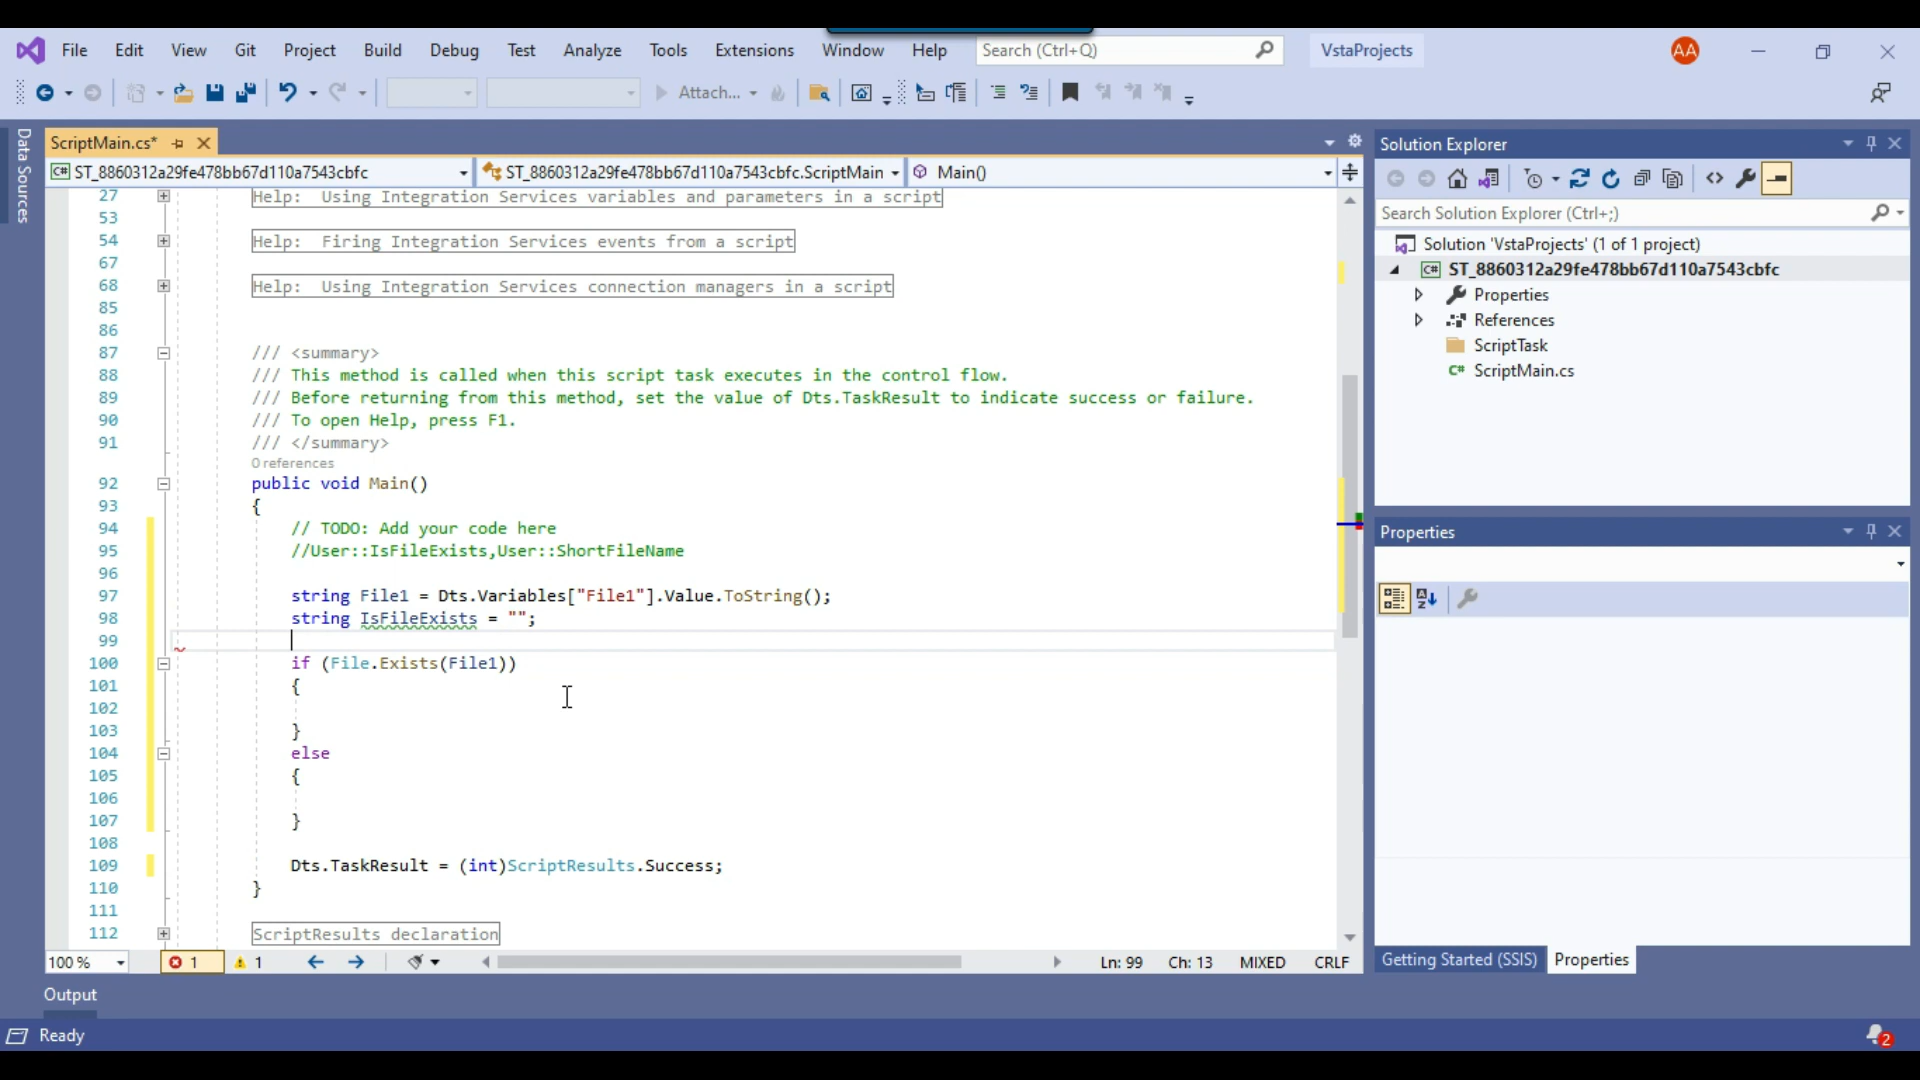 File Edit View Git Project Build Debug Test Analyze Tools Extensions Window Help Search (Ctrl+Q) VstaProjects AA
Attach...
Data Sources
ScriptMain.cs*
ST_8860312a29fe478bb67d110a7543cbfc ST_8860312a29fe478bb67d110a7543cbfc.ScriptMain Main()
27 Help: Using Integration Services variables and parameters in a script
53
54 Help: Firing Integration Services events from a script
67
68 Help: Using Integration Services connection managers in a script
85
86
87 /// <summary>
88 /// This method is called when this script task executes in the control flow.
89 /// Before returning from this method, set the value of Dts.TaskResult to indicate success or failure.
90 /// To open Help, press F1.
91 /// </summary>
0 references
92 public void Main()
93 {
94 // TODO: Add your code here
95 //User::IsFileExists,User::ShortFileName
96
97 string File1 = Dts.Variables["File1"].Value.ToString();
98 string IsFileExists = "";
99
100 if (File.Exists(File1))
101 {
102
103 }
104 else
105 {
106
107 }
108
109 Dts.TaskResult = (int)ScriptResults.Success;
110 }
111
112 ScriptResults declaration
100 % 1 1 Ln: 99 Ch: 13 MIXED CRLF
Solution Explorer
Search Solution Explorer (Ctrl+;)
Solution 'VstaProjects' (1 of 1 project)
C# ST_8860312a29fe478bb67d110a7543cbfc
Properties
References
ScriptTask
C# ScriptMain.cs
Properties
Getting Started (SSIS) Properties
Output
Ready 2